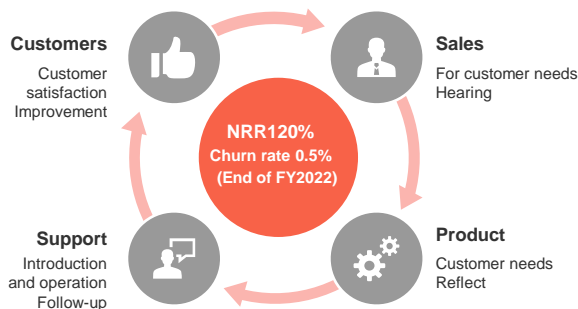 Customers
Customer
satisfaction
Improvement
Sales
For customer needs
Hearing
NRR120%
Churn rate 0.5%
(End of FY2022)
Support
Introduction
and operation
Follow-up
Product
Customer needs
Reflect